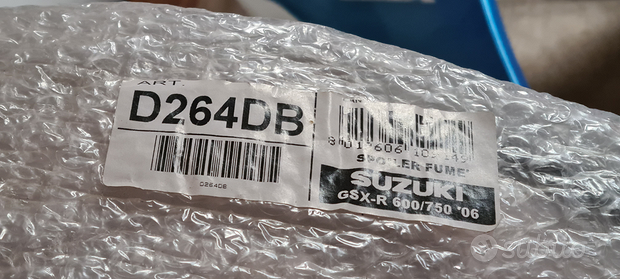 ART.
D264DB
D264DB
SPOILER FUME'
SUZUKI
GSX-R 600/750 '06
subito